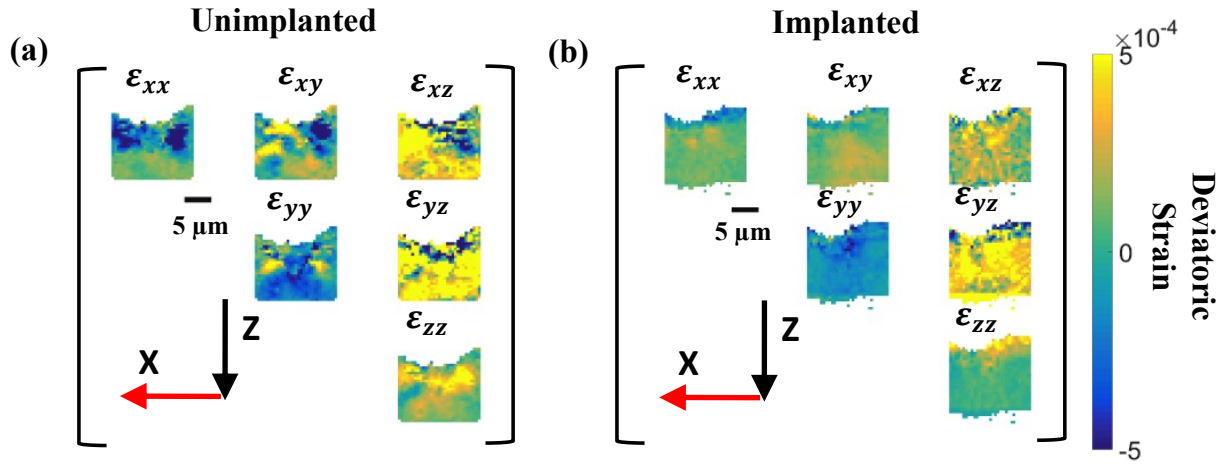 Unimplanted
Implanted
(a)
(b)
ε_xx
ε_xy
ε_xz
ε_yy
ε_yz
ε_zz
5 μm
X
Z
ε_xx
ε_xy
ε_xz
ε_yy
ε_yz
ε_zz
5 μm
X
Z
×10⁻⁴
5
0
-5
Deviatoric
Strain